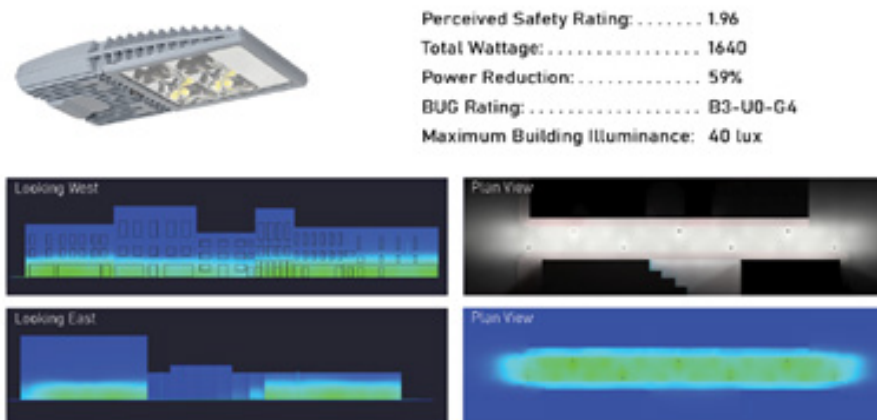 Perceived Safety Rating: ....... 1.96
Total Wattage: ................ 1640
Power Reduction: ............. 59%
BUG Rating: .................. B3-U0-G4
Maximum Building Illuminance: 40 lux
Looking West
Plan View
Looking East
Plan View